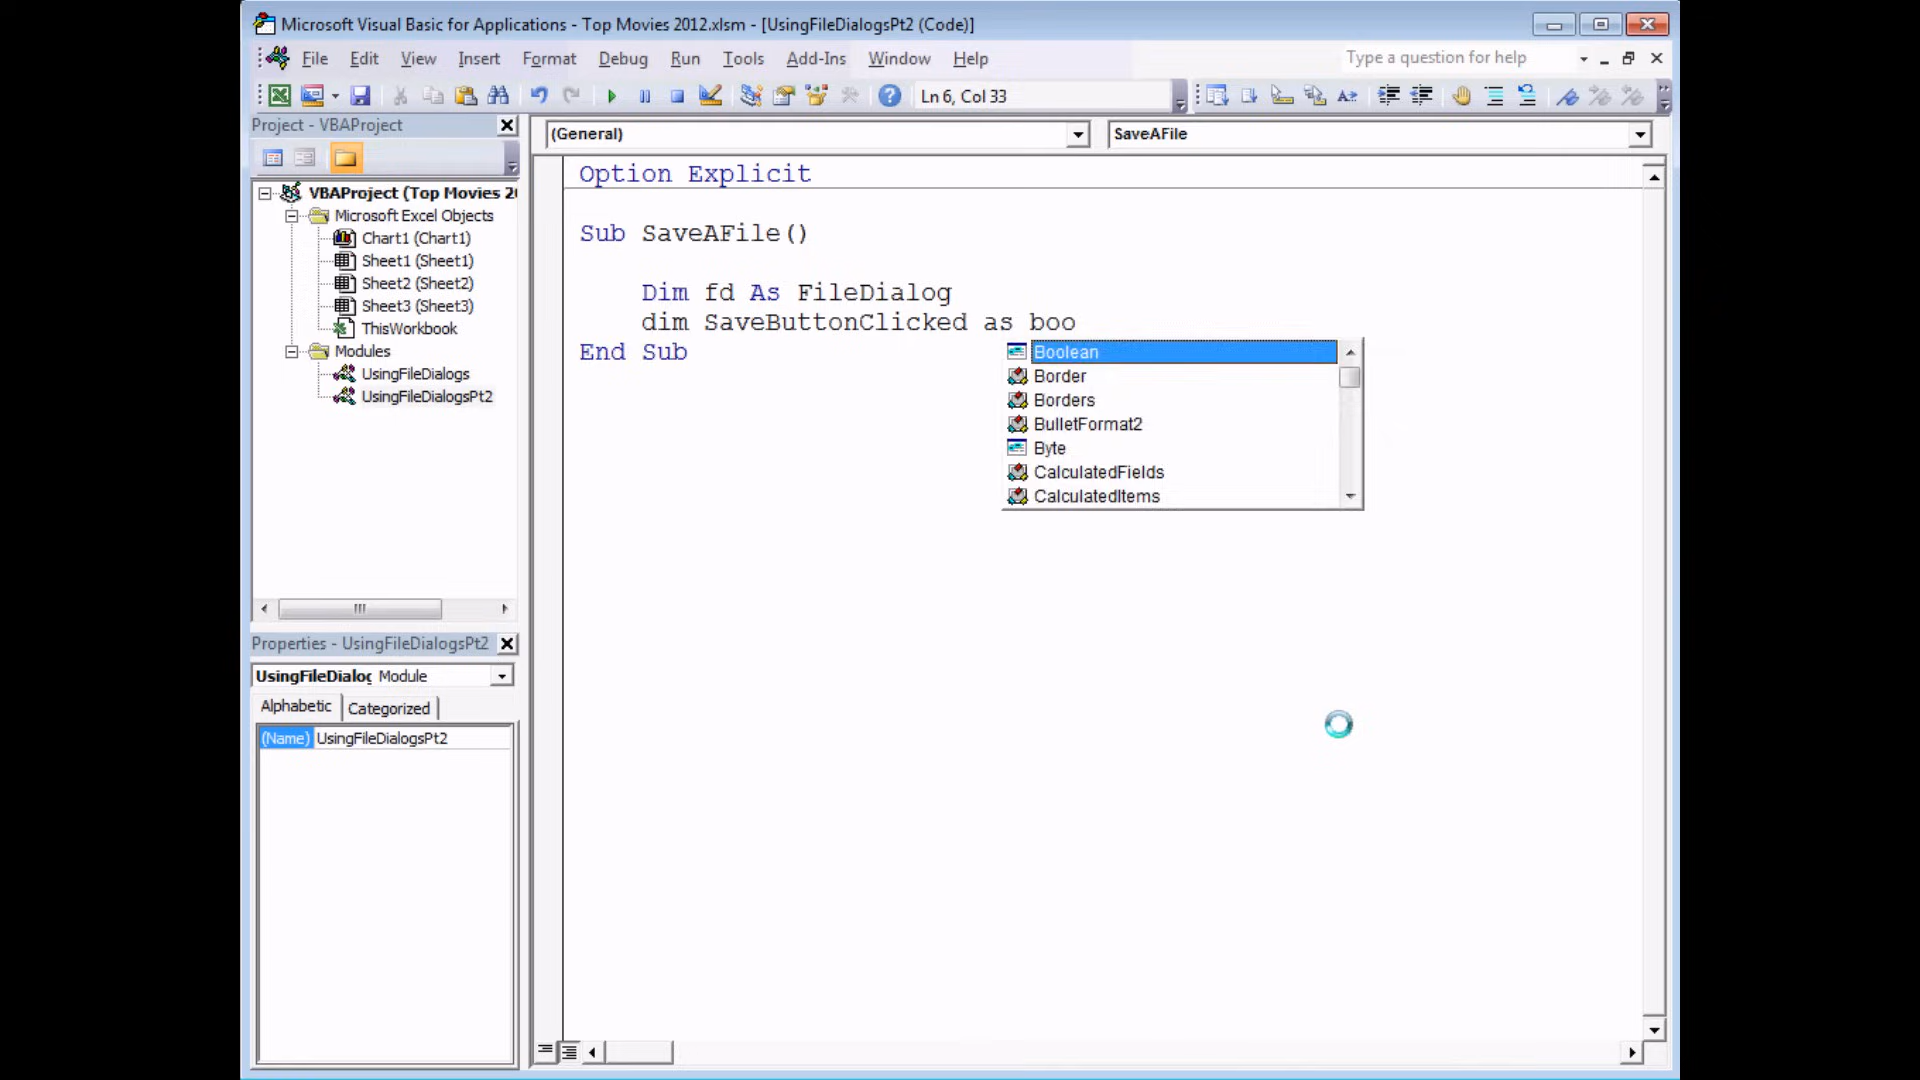 Microsoft Visual Basic for Applications - Top Movies 2012.xlsm - [UsingFileDialogsPt2 (Code)]
File Edit View Insert Format Debug Run Tools Add-Ins Window Help
Type a question for help
Ln 6, Col 33
Project - VBAProject
VBAProject (Top Movies 20
Microsoft Excel Objects
Chart1 (Chart1)
Sheet1 (Sheet1)
Sheet2 (Sheet2)
Sheet3 (Sheet3)
ThisWorkbook
Modules
UsingFileDialogs
UsingFileDialogsPt2
Properties - UsingFileDialogsPt2
UsingFileDialog Module
Alphabetic Categorized
(Name) UsingFileDialogsPt2
(General) SaveAFile
Option Explicit
Sub SaveAFile()
Dim fd As FileDialog
dim SaveButtonClicked as boo
End Sub
Boolean
Border
Borders
BulletFormat2
Byte
CalculatedFields
CalculatedItems